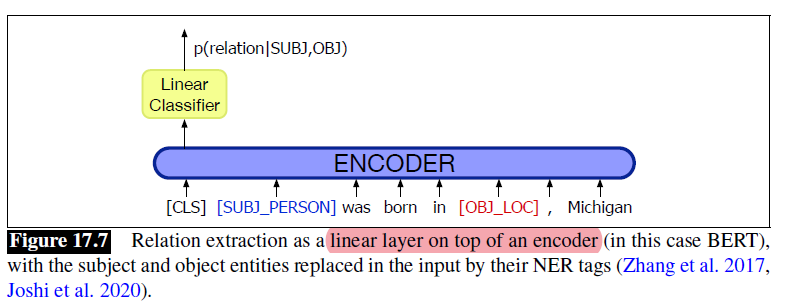 p(relation|SUBJ,OBJ)
Linear
Classifier
ENCODER
[CLS] [SUBJ_PERSON] was born in [OBJ_LOC] , Michigan
Figure 17.7 Relation extraction as a linear layer on top of an encoder (in this case BERT),
with the subject and object entities replaced in the input by their NER tags (Zhang et al. 2017,
Joshi et al. 2020).